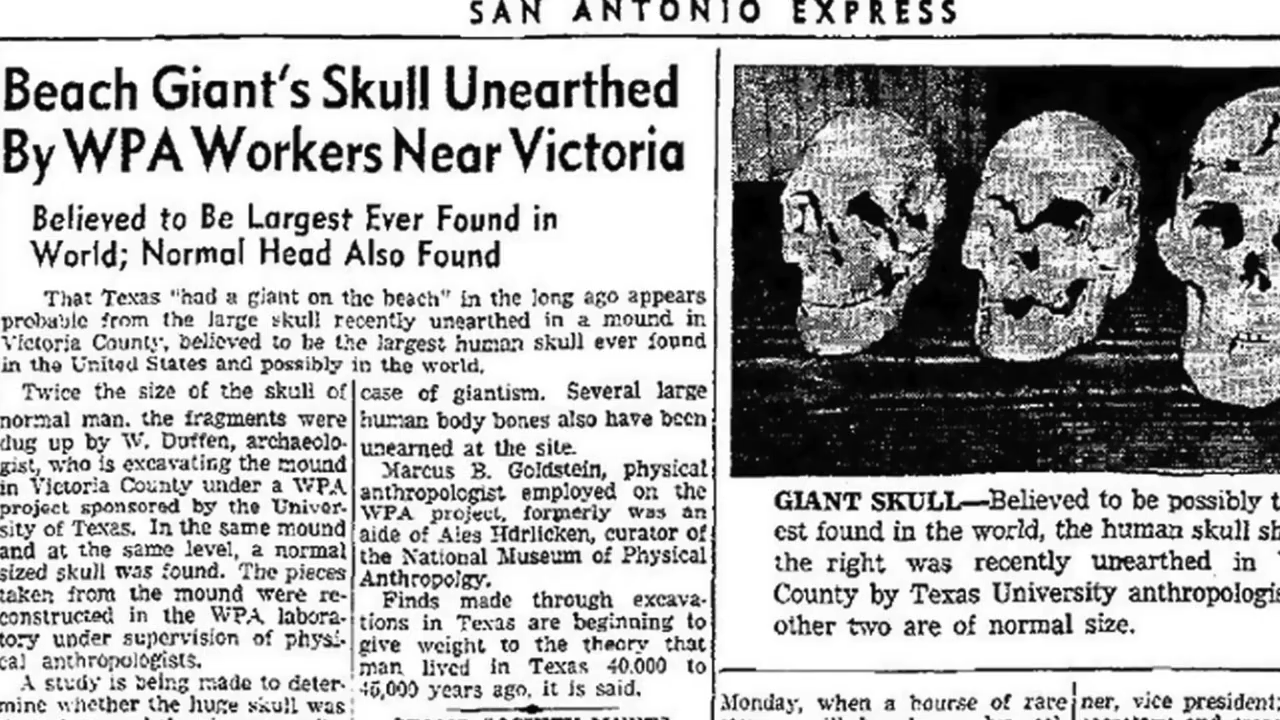 SAN ANTONIO EXPRESS
Beach Giant's Skull Unearthed
By WPA Workers Near Victoria
Believed to Be Largest Ever Found in
World; Normal Head Also Found
That Texas "had a giant on the beach" in the long ago appears
probable from the large skull recently unearthed in a mound in
Victoria County, believed to be the largest human skull ever found
in the United States and possibly in the world.
Twice the size of the skull of
normal man, the fragments were
dug up by W. Duffen, archaeolo-
gist, who is excavating the mound
in Victoria County under a WPA
project sponsored by the Univer-
sity of Texas. In the same mound
and at the same level, a normal
sized skull was found. The pieces
taken from the mound were re-
constructed in the WPA labora-
tory under supervision of physi-
cal anthropologists.
A study is being made to deter-
mine whether the huge skull was
case of giantism. Several large
human body bones also have been
unearned at the site.
Marcus B. Goldstein, physical
anthropologist employed on the
WPA project, formerly was an
aide of Ales Hdrlicken, curator of
the National Museum of Physical
Anthropolgy.
Finds made through excava-
tions in Texas are beginning to
give weight to the theory that
man lived in Texas 40,000 to
45,000 years ago, it is said.
GIANT SKULL—Believed to be possibly t
est found in the world, the human skull sh
the right was recently unearthed in
County by Texas University anthropologis
other two are of normal size.
Monday, when a bourse of rare
ner, vice president